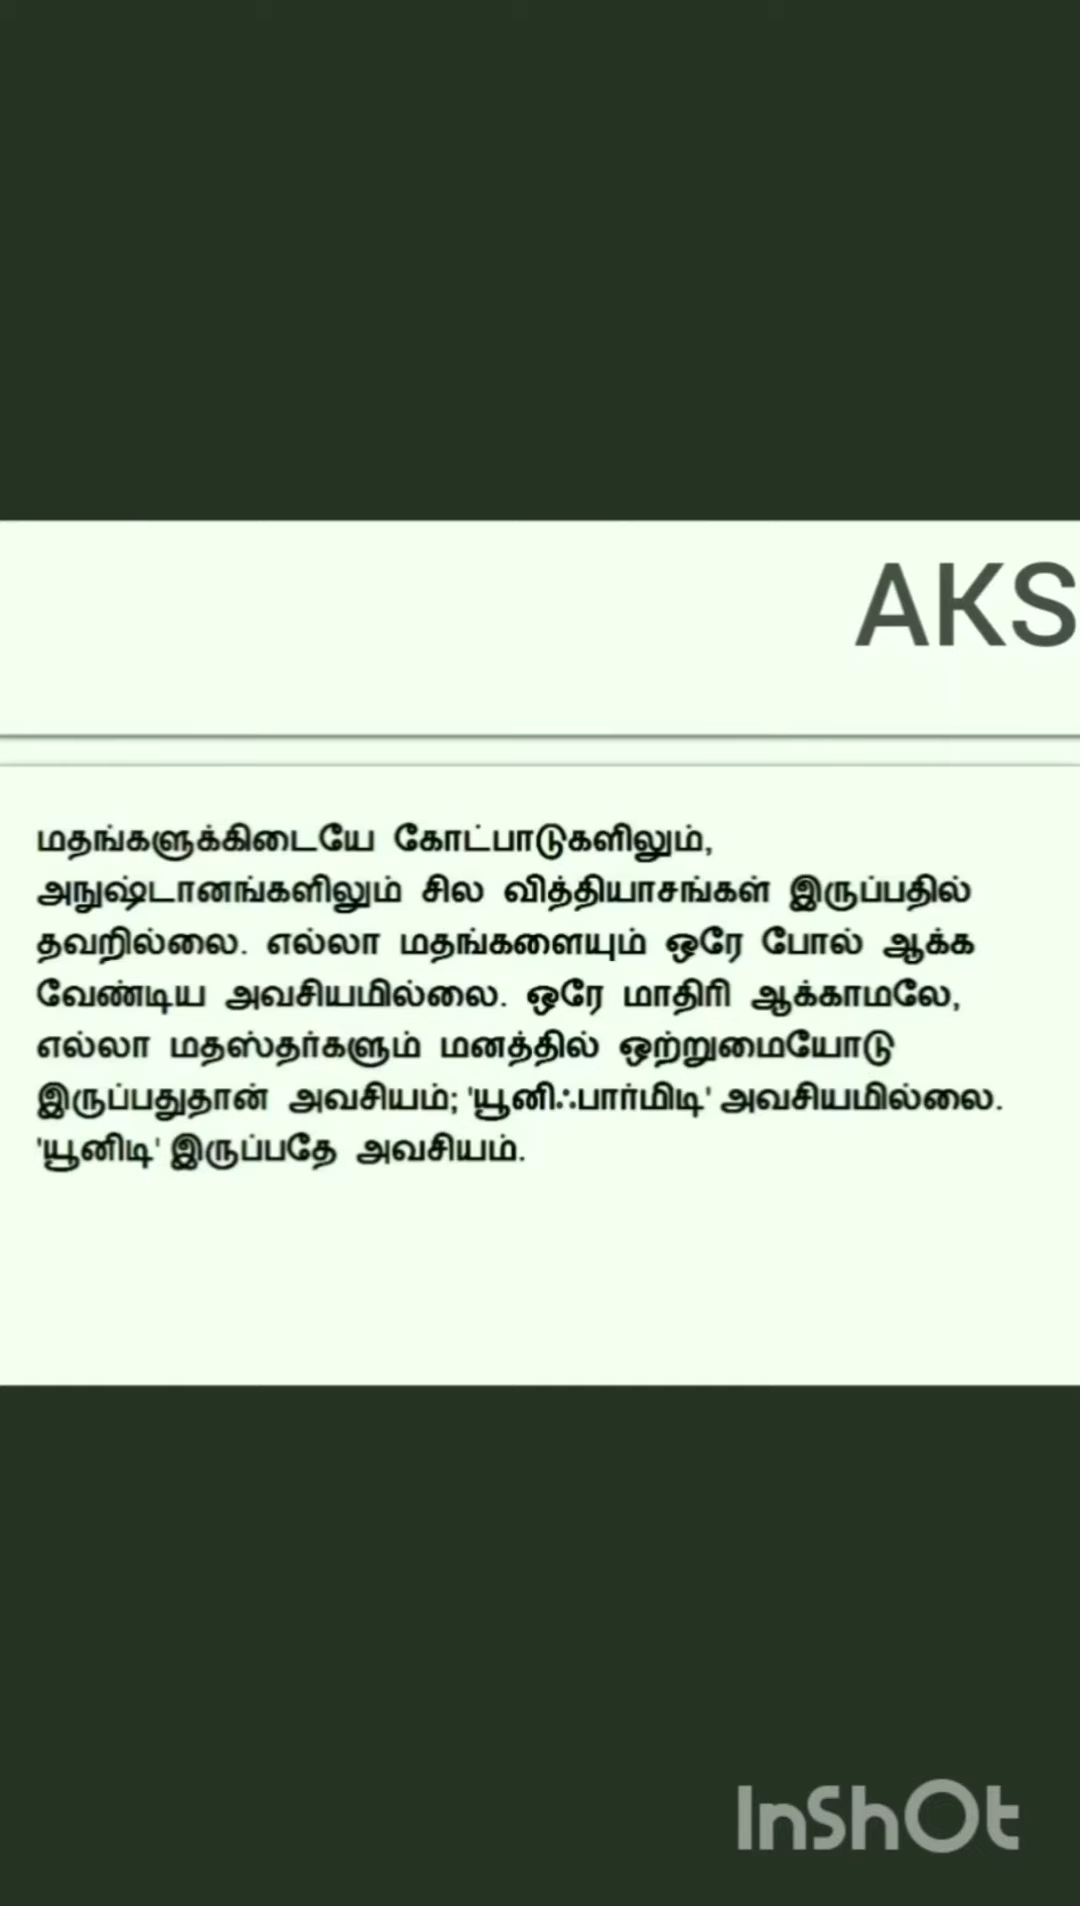 AKS
மதங்களுக்கிடையே கோட்பாடுகளிலும்,
அநுஷ்டானங்களிலும் சில வித்தியாசங்கள் இருப்பதில்
தவறில்லை. எல்லா மதங்களையும் ஒரே போல் ஆக்க
வேண்டிய அவசியமில்லை. ஒரே மாதிரி ஆக்காமலே,
எல்லா மதஸ்தர்களும் மனத்தில் ஒற்றுமையோடு
இருப்பதுதான் அவசியம்; 'யூனிஃபார்மிடி' அவசியமில்லை.
'யூனிடி' இருப்பதே அவசியம்.
InShOt